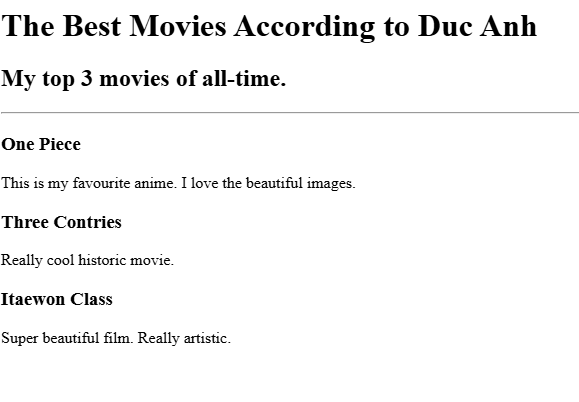 The Best Movies According to Duc Anh
My top 3 movies of all-time.
One Piece
This is my favourite anime. I love the beautiful images.
Three Contries
Really cool historic movie.
Itaewon Class
Super beautiful film. Really artistic.